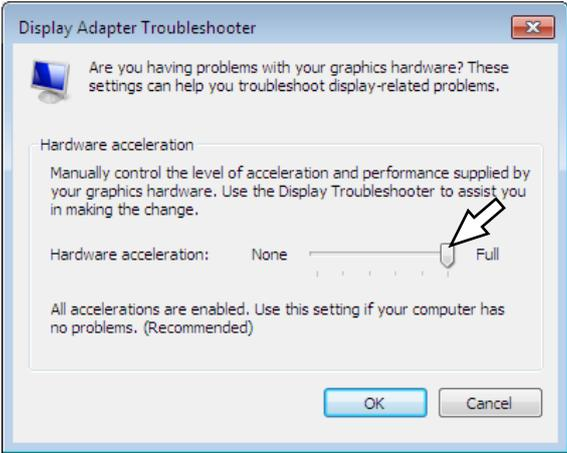 Display Adapter Troubleshooter
Are you having problems with your graphics hardware? These
settings can help you troubleshoot display-related problems.
Hardware acceleration
Manually control the level of acceleration and performance supplied by
your graphics hardware. Use the Display Troubleshooter to assist you
in making the change.
Hardware acceleration: None Full
All accelerations are enabled. Use this setting if your computer has
no problems. (Recommended)
OK Cancel